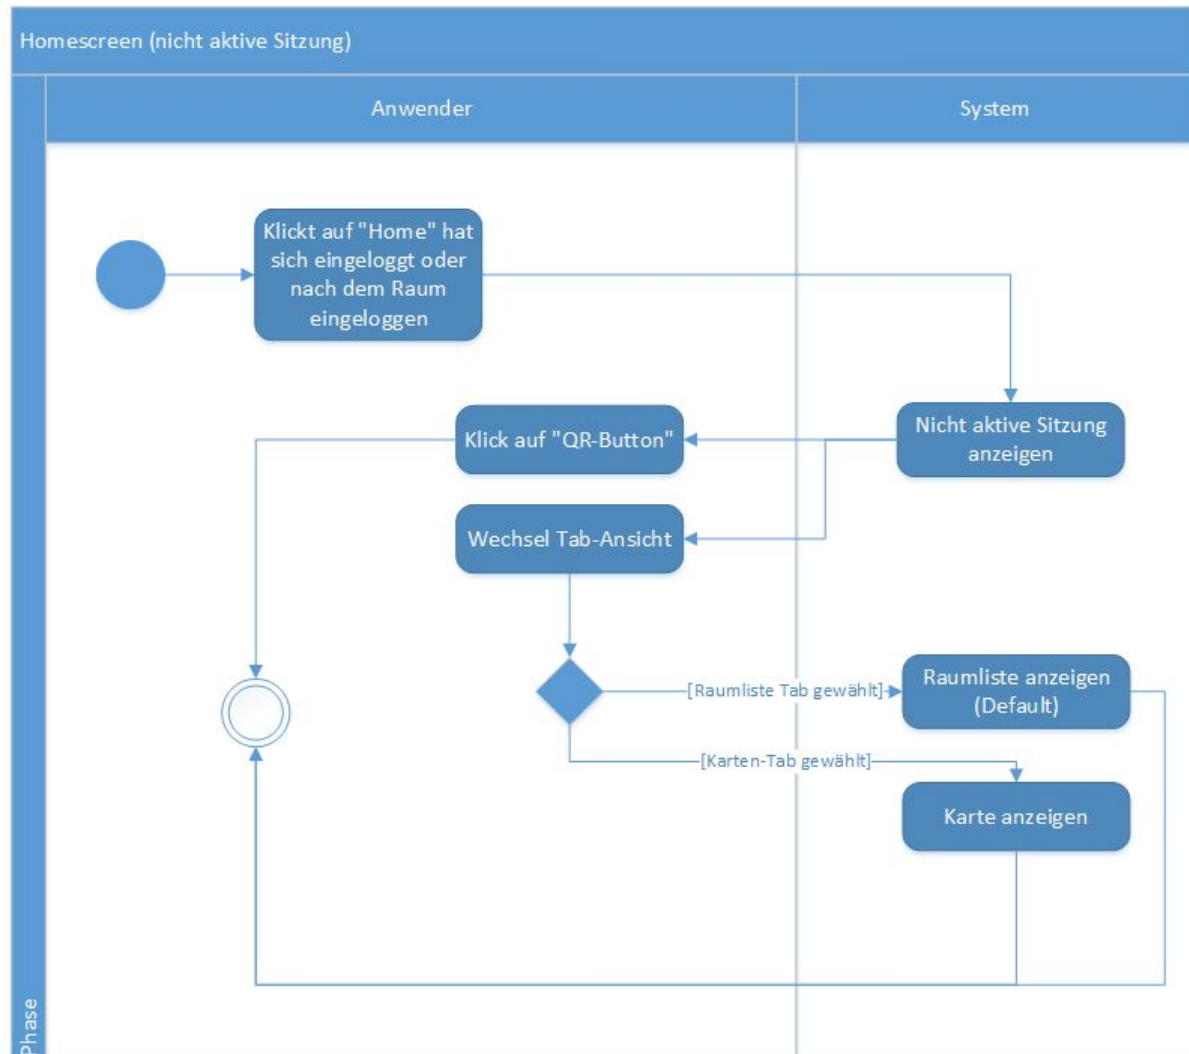 Homescreen (nicht aktive Sitzung)
Anwender
System
Klickt auf "Home" hat
sich eingeloggt oder
nach dem Raum
eingeloggen
Nicht aktive Sitzung
anzeigen
Klick auf "QR-Button"
Wechsel Tab-Ansicht
[Raumliste Tab gewählt]
Raumliste anzeigen
(Default)
[Karten-Tab gewählt]
Karte anzeigen
Phase